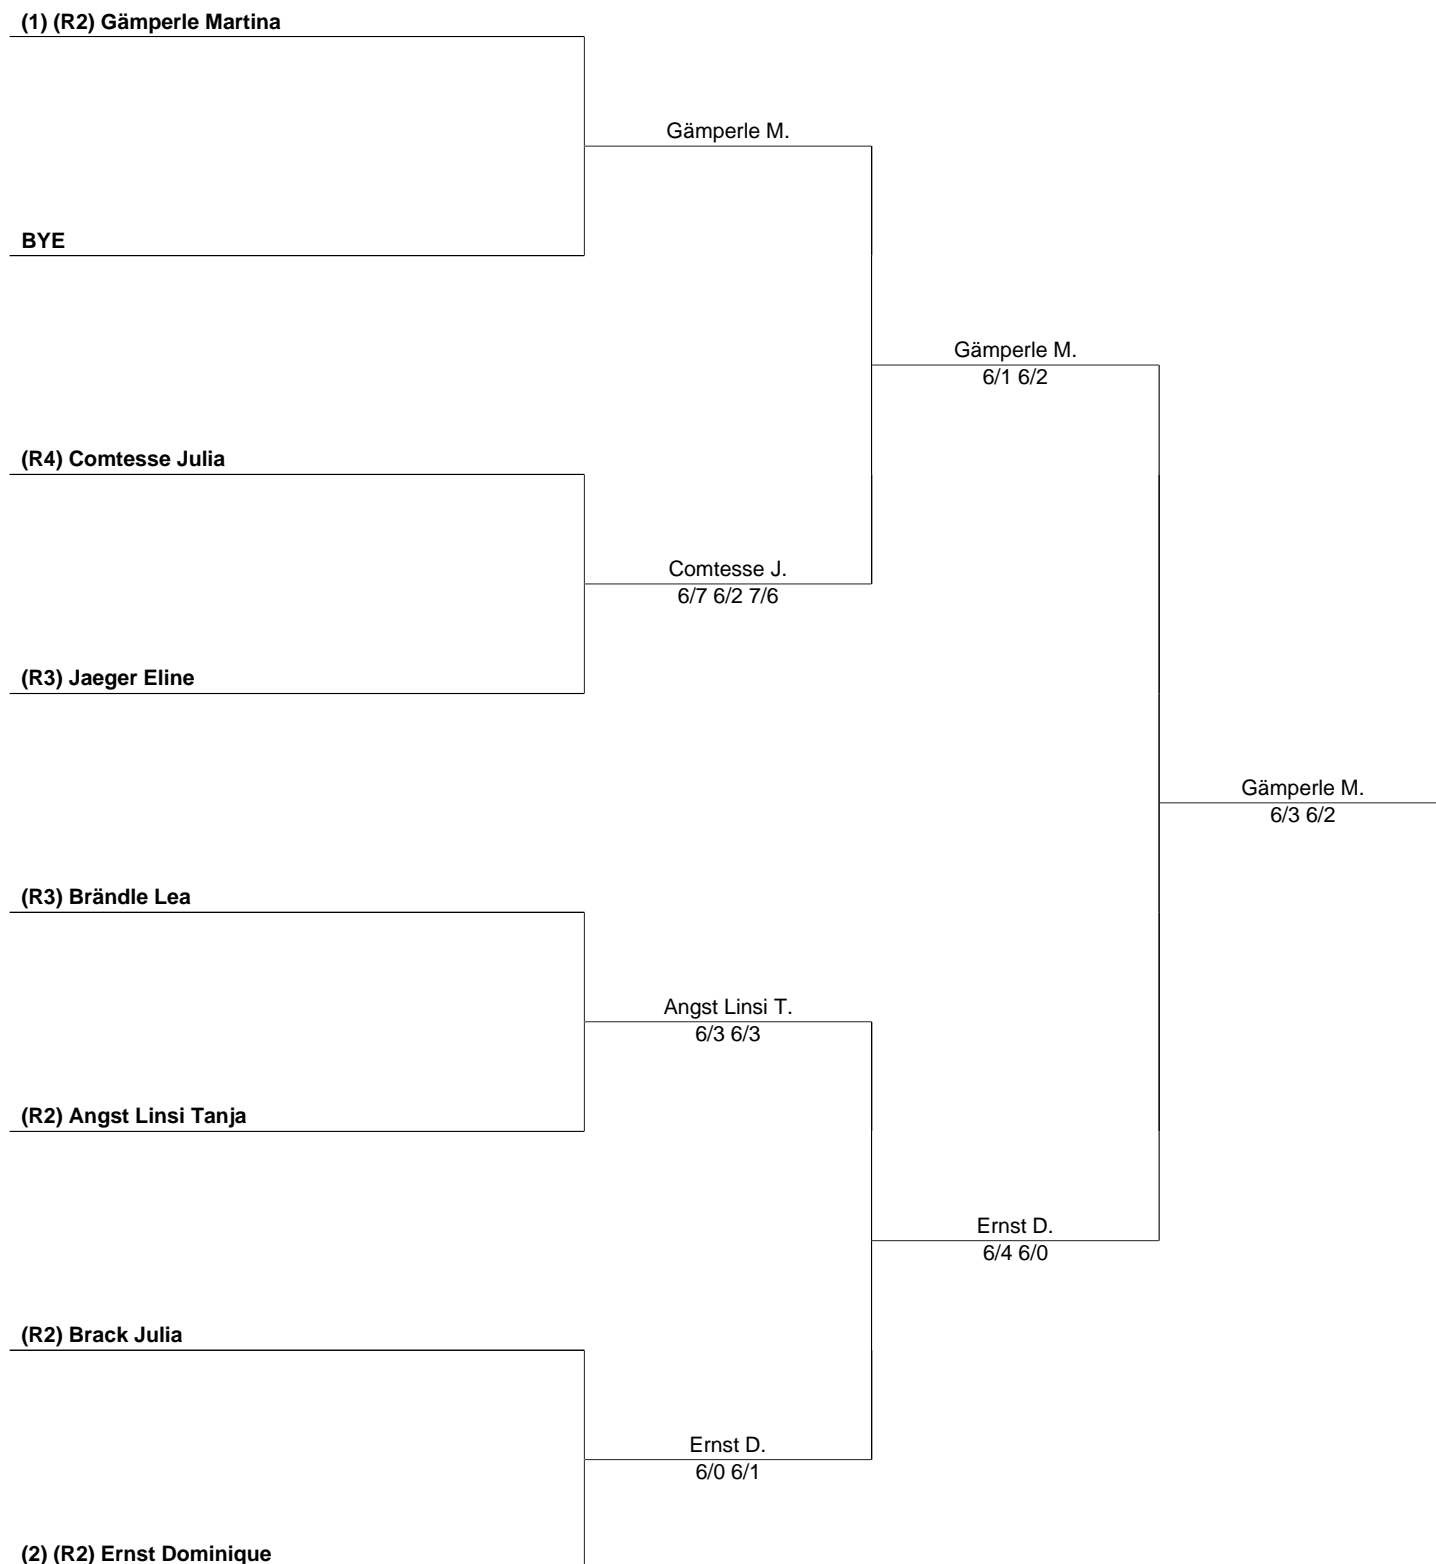 (1) (R2) Gämperle Martina
Gämperle M.
BYE
Gämperle M.
6/1 6/2
(R4) Comtesse Julia
Comtesse J.
6/7 6/2 7/6
(R3) Jaeger Eline
Gämperle M.
6/3 6/2
(R3) Brändle Lea
Angst Linsi T.
6/3 6/3
(R2) Angst Linsi Tanja
Ernst D.
6/4 6/0
(R2) Brack Julia
Ernst D.
6/0 6/1
(2) (R2) Ernst Dominique